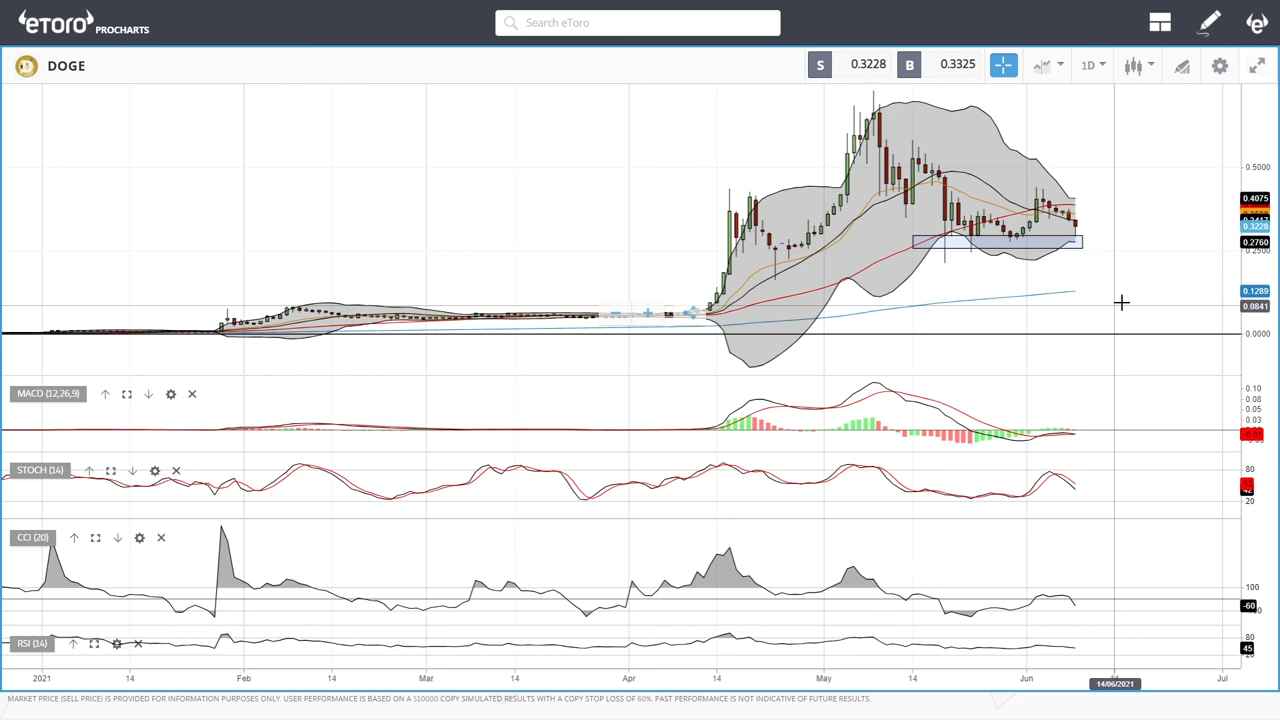 eToro PROCHARTS
Search eToro
DOGE
S 0.3228 B 0.3325
1D
0.5000
0.4075
0.3228
0.2760
0.2500
0.1289
0.0841
0.0000
MACD (12,26,9)
0.10
0.08
0.05
0.03
STOCH (14)
80
20
CCI (20)
100
-60
RSI (14)
80
45
2021 14 Feb 14 Mar 14 Apr 14 May 14 Jun Jul
14/06/2021
MARKET PRICE (SELL PRICE) IS PROVIDED FOR INFORMATION PURPOSES ONLY. USER PERFORMANCE IS BASED ON A $10000 COPY SIMULATED RESULTS WITH A COPY STOP LOSS OF 60%. PAST PERFORMANCE IS NOT INDICATIVE OF FUTURE RESULTS.